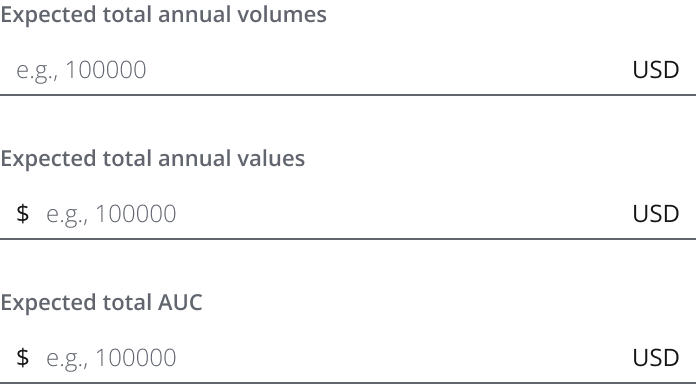 Expected total annual volumes
e.g., 100000 USD
Expected total annual values
$ e.g., 100000 USD
Expected total AUC
$ e.g., 100000 USD